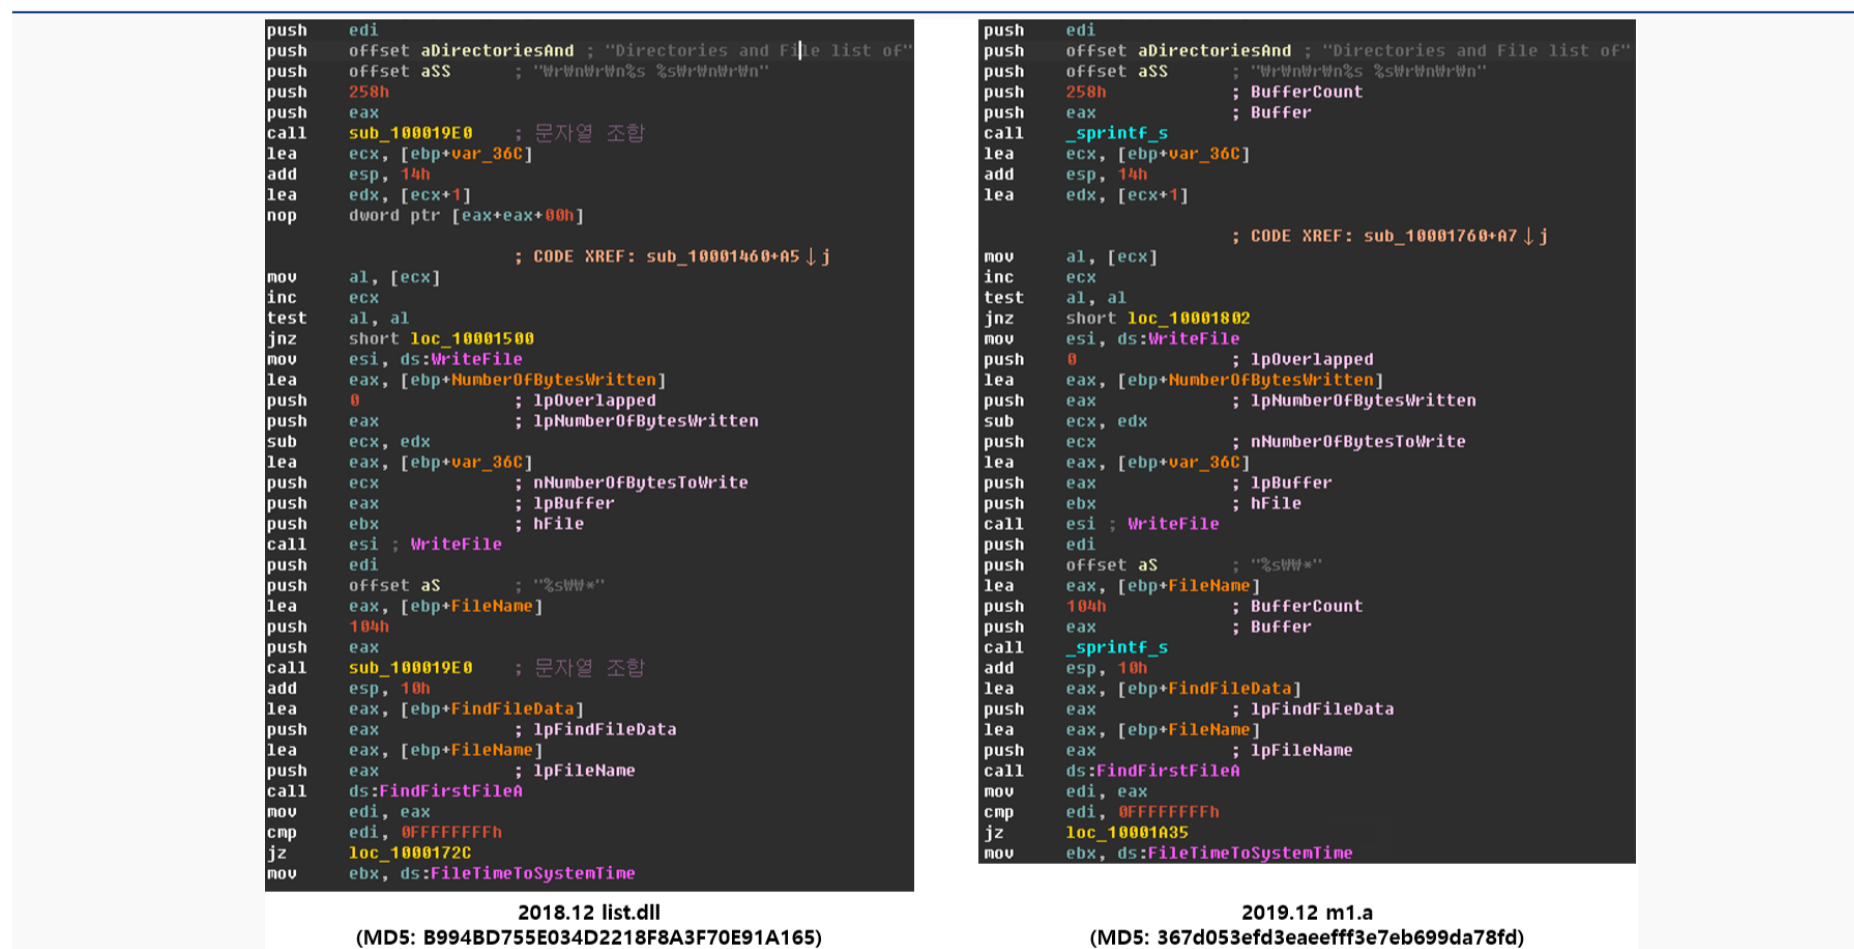 push edi
push offset aDirectoriesAnd ; "Directories and File list of"
push offset aSS ; "₩r₩n₩r₩n%s %s₩r₩n₩r₩n"
push 258h
push eax
call sub_100019E0 ; 문자열 조합
lea ecx, [ebp+var_36C]
add esp, 14h
lea edx, [ecx+1]
nop dword ptr [eax+eax+00h]
; CODE XREF: sub_10001460+A5↓j
mov al, [ecx]
inc ecx
test al, al
jnz short loc_10001500
mov esi, ds:WriteFile
lea eax, [ebp+NumberOfBytesWritten]
push 0 ; lpOverlapped
push eax ; lpNumberOfBytesWritten
sub ecx, edx
lea eax, [ebp+var_36C]
push ecx ; nNumberOfBytesToWrite
push eax ; lpBuffer
push ebx ; hFile
call esi ; WriteFile
push edi
push offset aS ; "%s₩₩*"
lea eax, [ebp+FileName]
push 104h
push eax
call sub_100019E0 ; 문자열 조합
add esp, 10h
lea eax, [ebp+FindFileData]
push eax ; lpFindFileData
lea eax, [ebp+FileName]
push eax ; lpFileName
call ds:FindFirstFileA
mov edi, eax
cmp edi, 0FFFFFFFFh
jz loc_1000172C
mov ebx, ds:FileTimeToSystemTime
2018.12 list.dll
(MD5: B994BD755E034D2218F8A3F70E91A165)
push edi
push offset aDirectoriesAnd ; "Directories and File list of"
push offset aSS ; "₩r₩n₩r₩n%s %s₩r₩n₩r₩n"
push 258h ; BufferCount
push eax ; Buffer
call _sprintf_s
lea ecx, [ebp+var_36C]
add esp, 14h
lea edx, [ecx+1]
; CODE XREF: sub_10001760+A7↓j
mov al, [ecx]
inc ecx
test al, al
jnz short loc_10001802
mov esi, ds:WriteFile
push 0 ; lpOverlapped
lea eax, [ebp+NumberOfBytesWritten]
push eax ; lpNumberOfBytesWritten
sub ecx, edx
push ecx ; nNumberOfBytesToWrite
lea eax, [ebp+var_36C]
push eax ; lpBuffer
push ebx ; hFile
call esi ; WriteFile
push edi
push offset aS ; "%s₩₩*"
lea eax, [ebp+FileName]
push 104h ; BufferCount
push eax ; Buffer
call _sprintf_s
add esp, 10h
lea eax, [ebp+FindFileData]
push eax ; lpFindFileData
lea eax, [ebp+FileName]
push eax ; lpFileName
call ds:FindFirstFileA
mov edi, eax
cmp edi, 0FFFFFFFFh
jz loc_10001A35
mov ebx, ds:FileTimeToSystemTime
2019.12 m1.a
(MD5: 367d053efd3eaeefff3e7eb699da78fd)